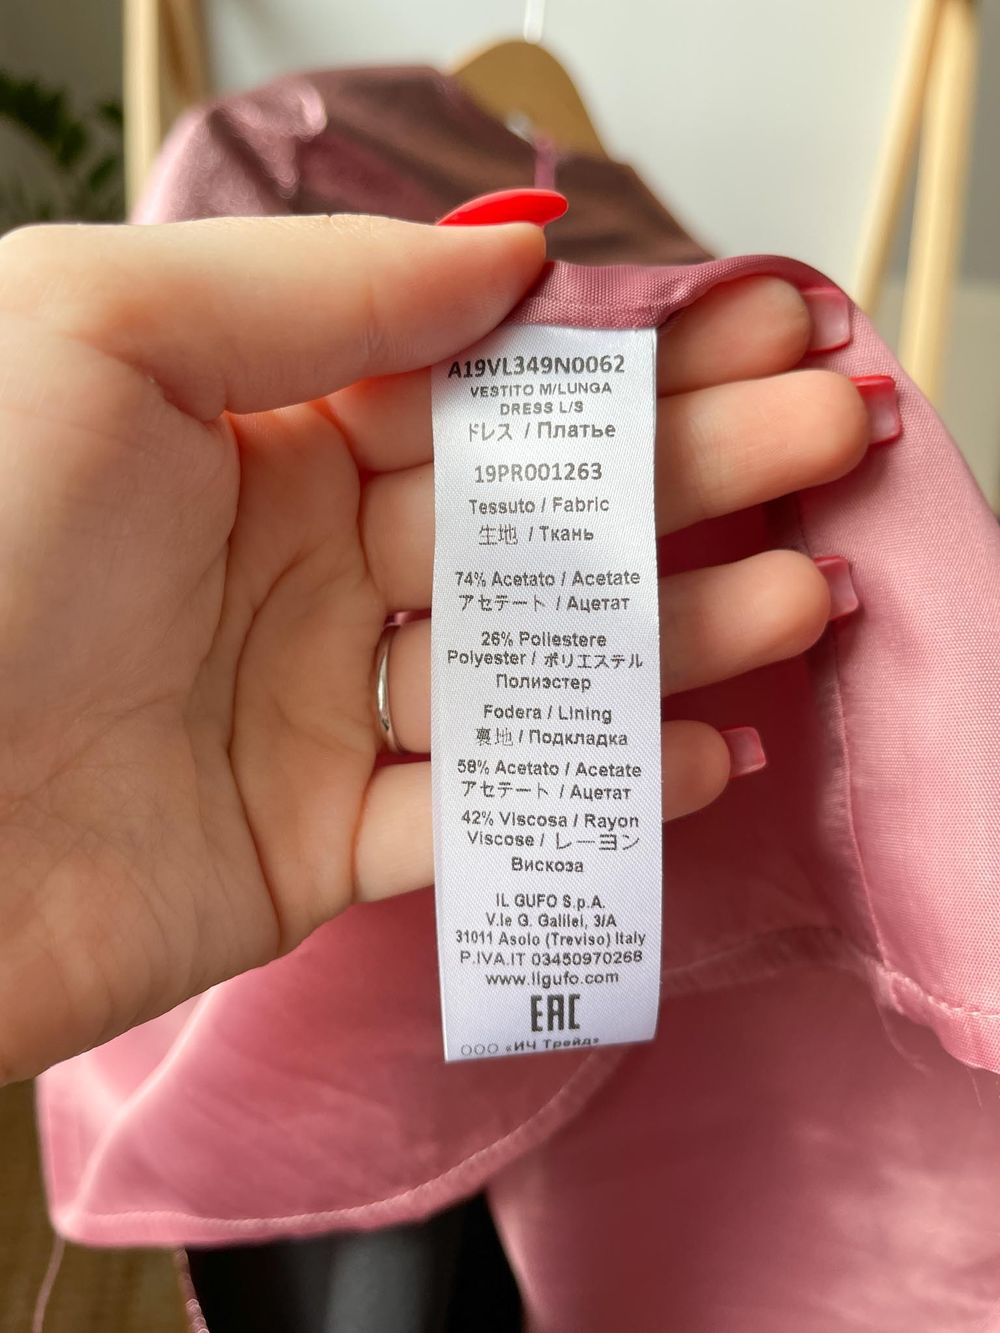 A19VL349N0062
VESTITO M/LUNGA
DRESS L/S
ドレス / Платье
19PR001263
Tessuto / Fabric
生地 / Ткань
74% Acetato / Acetate
アセテート / Ацетат
26% Poliestere
Polyester / ポリエステル
Полиэстер
Fodera / Lining
裏地 / Подкладка
58% Acetato / Acetate
アセテート / Ацетат
42% Viscosa / Rayon
Viscose / レーヨン
Вискоза
IL GUFO S.p.A.
V.le G. Galilei, 3/A
31011 Asolo (Treviso) Italy
P.IVA.IT 03450970268
www.ilgufo.com
EAC
ООО «ИЧ Трейд»